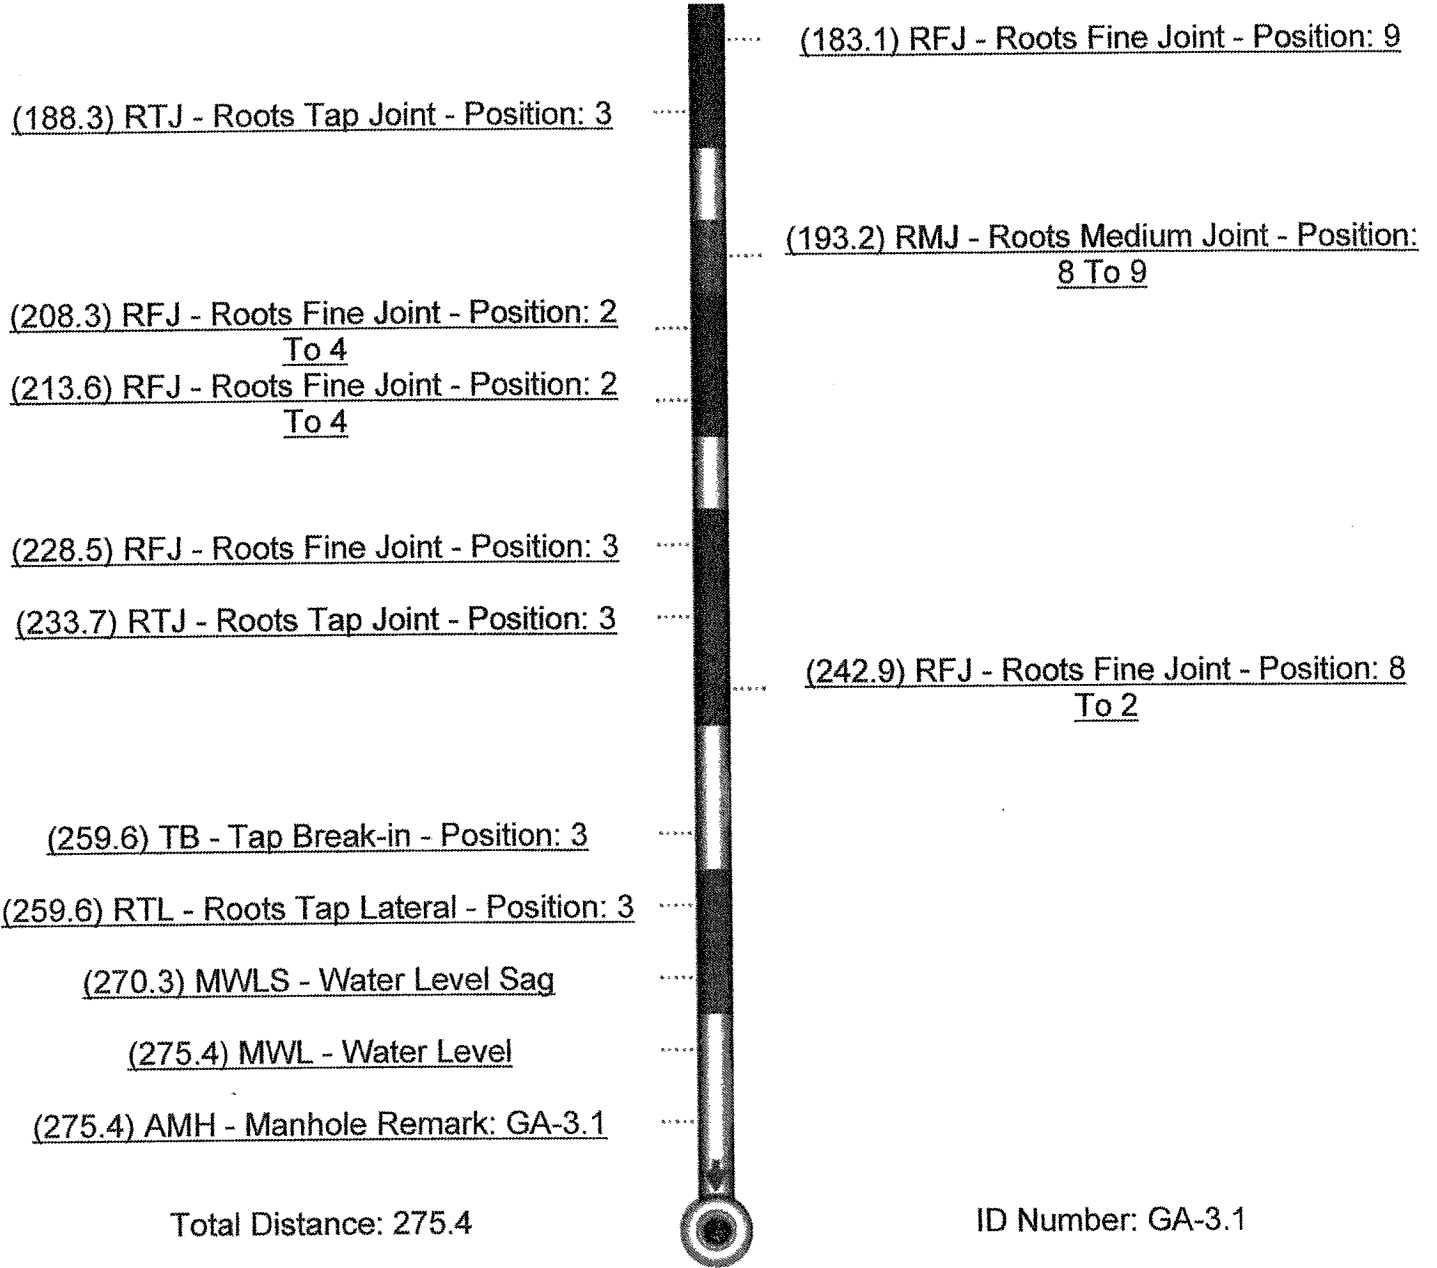 (183.1) RFJ - Roots Fine Joint - Position: 9
(188.3) RTJ - Roots Tap Joint - Position: 3
(193.2) RMJ - Roots Medium Joint - Position:
8 To 9
(208.3) RFJ - Roots Fine Joint - Position: 2
To 4
(213.6) RFJ - Roots Fine Joint - Position: 2
To 4
(228.5) RFJ - Roots Fine Joint - Position: 3
(233.7) RTJ - Roots Tap Joint - Position: 3
(242.9) RFJ - Roots Fine Joint - Position: 8
To 2
(259.6) TB - Tap Break-in - Position: 3
(259.6) RTL - Roots Tap Lateral - Position: 3
(270.3) MWLS - Water Level Sag
(275.4) MWL - Water Level
(275.4) AMH - Manhole Remark: GA-3.1
Total Distance: 275.4
ID Number: GA-3.1